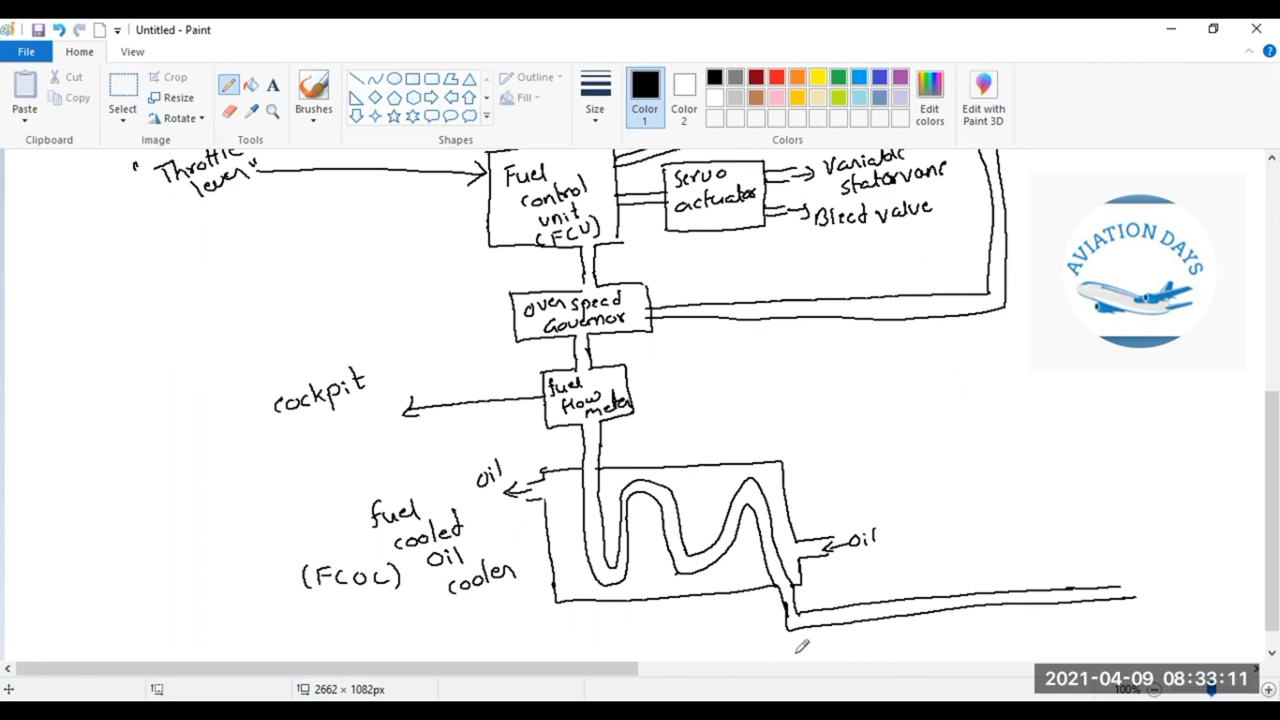 Untitled - Paint
File
Home
View
Paste
Cut
Copy
Clipboard
Select
Crop
Resize
Rotate
Image
Tools
Brushes
Shapes
Outline
Fill
Size
Color 1
Color 2
Edit colors
Colors
Edit with Paint 3D
"Throttle
lever"
Fuel
control
unit
(FCU)
Servo
actuator
Variable
statorvane
Bleed valve
AVIATION DAYS
over speed
Governor
cockpit
fuel
flow
meter
oil
fuel
cooled
oil
cooler
(FCOC)
oil
2662 × 1082px
100%
2021-04-09 08:33:11